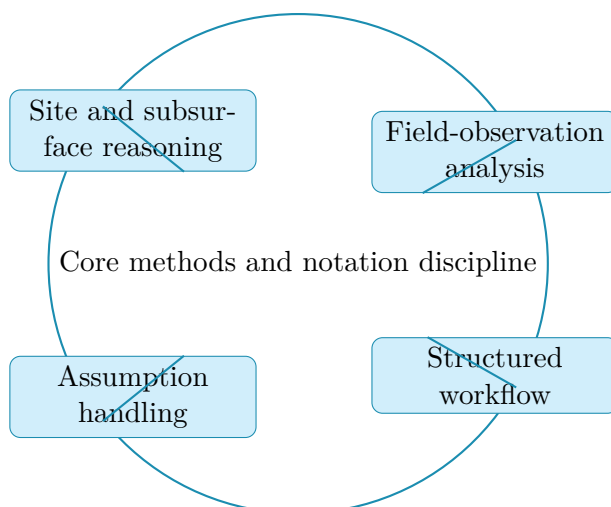 Site and subsur-
face reasoning
Field-observation
analysis
Core methods and notation discipline
Assumption
handling
Structured
workflow